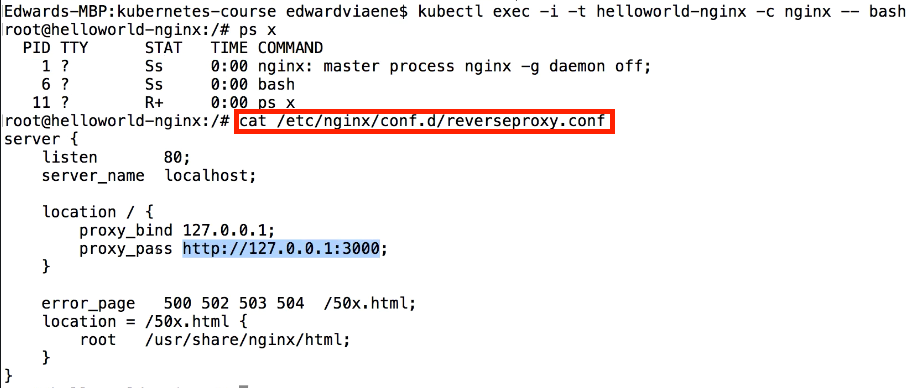 Edwards-MBP:kubernetes-course edwardviaene$ kubectl exec -i -t helloworld-nginx -c nginx -- bash
root@helloworld-nginx:/# ps x
  PID TTY      STAT   TIME COMMAND
    1 ?        Ss     0:00 nginx: master process nginx -g daemon off;
    6 ?        Ss     0:00 bash
   11 ?        R+     0:00 ps x
root@helloworld-nginx:/# cat /etc/nginx/conf.d/reverseproxy.conf
server {
    listen       80;
    server_name  localhost;

    location / {
        proxy_bind 127.0.0.1;
        proxy_pass http://127.0.0.1:3000;
    }

    error_page   500 502 503 504  /50x.html;
    location = /50x.html {
        root   /usr/share/nginx/html;
    }
}